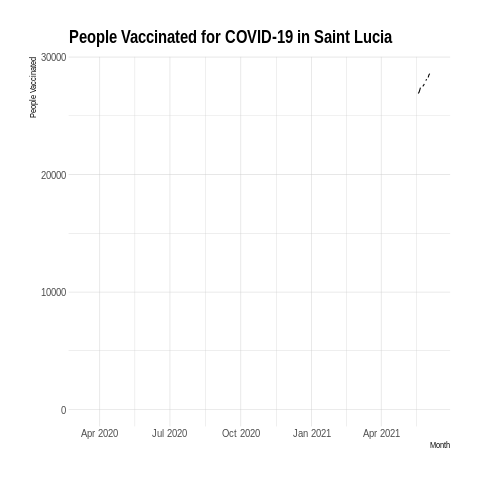 People Vaccinated for COVID-19 in Saint Lucia
People Vaccinated
30000
20000
10000
0
Apr 2020 Jul 2020 Oct 2020 Jan 2021 Apr 2021
Month